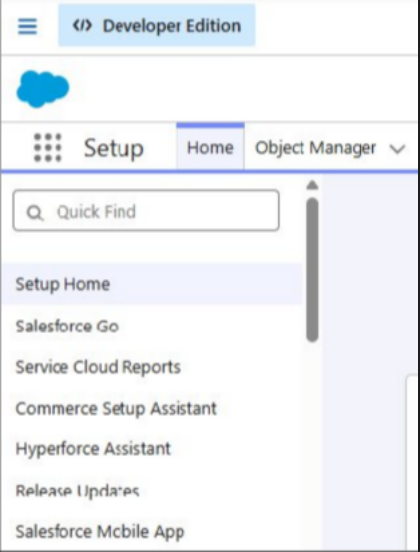 </> Developer Edition
Setup Home Object Manager
Quick Find
Setup Home
Salesforce Go
Service Cloud Reports
Commerce Setup Assistant
Hyperforce Assistant
Release Updates
Salesforce Mobile App